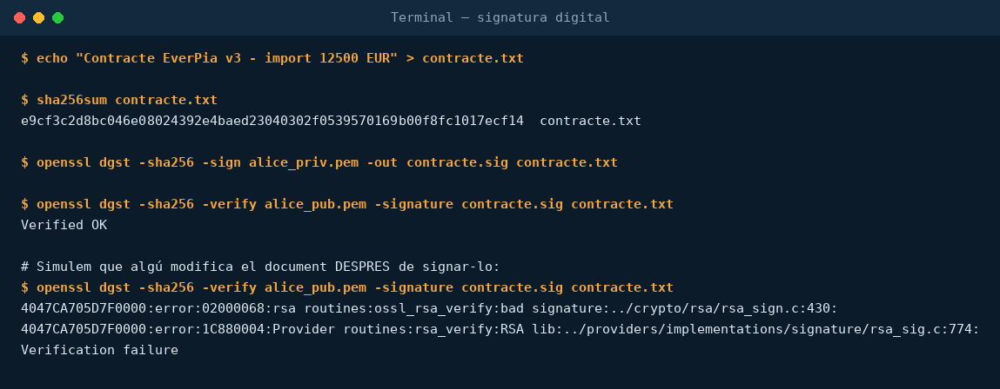 Terminal — signatura digital
$ echo "Contracte EverPia v3 - import 12500 EUR" > contracte.txt
$ sha256sum contracte.txt
e9cf3c2d8bc046e08024392e4baed23040302f0539570169b00f8fc1017ecf14  contracte.txt
$ openssl dgst -sha256 -sign alice_priv.pem -out contracte.sig contracte.txt
$ openssl dgst -sha256 -verify alice_pub.pem -signature contracte.sig contracte.txt
Verified OK
# Simulem que algú modifica el document DESPRES de signar-lo:
$ openssl dgst -sha256 -verify alice_pub.pem -signature contracte.sig contracte.txt
4047CA705D7F0000:error:02000068:rsa routines:ossl_rsa_verify:bad signature:../crypto/rsa/rsa_sign.c:430:
4047CA705D7F0000:error:1C880004:Provider routines:rsa_verify:RSA lib:../providers/implementations/signature/rsa_sig.c:774:
Verification failure